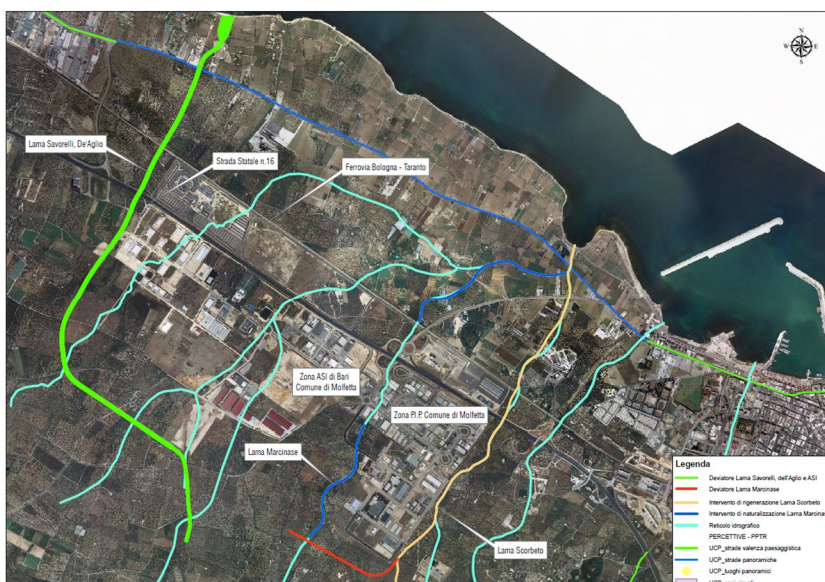 N
W E
S
Lama Savorelli, De'Aglio
Strada Statale n.16
Ferrovia Bologna - Taranto
Zona ASI di Bari
Comune di Molfetta
Zona P.I.P. Comune di Molfetta
Lama Marcinase
Lama Scorbeto
Legenda
Deviatore Lama Savorelli, dell'Aglio e ASI
Deviatore Lama Marcinase
Intervento di rigenerazione Lama Scorbeto
Intervento di naturalizzazione Lama Marcinas
Reticolo idrografico
PERCETTIVE - PPTR
UCP_strade valenza paesaggistica
UCP_strade panoramiche
UCP_luoghi panoramici